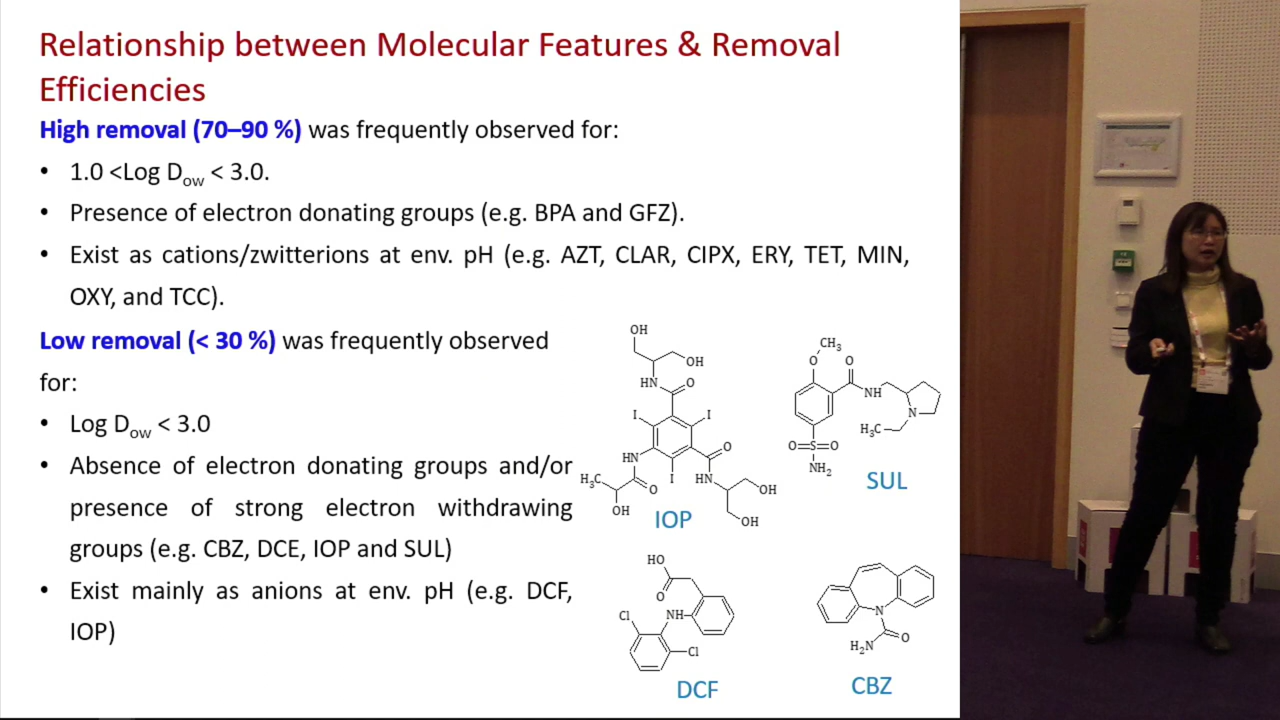 Relationship between Molecular Features & Removal
Efficiencies
High removal (70–90 %) was frequently observed for:
• 1.0 <Log Dow < 3.0.
• Presence of electron donating groups (e.g. BPA and GFZ).
• Exist as cations/zwitterions at env. pH (e.g. AZT, CLAR, CIPX, ERY, TET, MIN,
OXY, and TCC).
Low removal (< 30 %) was frequently observed
for:
• Log Dow < 3.0
• Absence of electron donating groups and/or
presence of strong electron withdrawing
groups (e.g. CBZ, DCE, IOP and SUL)
• Exist mainly as anions at env. pH (e.g. DCF,
IOP)
OH
OH
HN
O
I
I
HN
O
H₃C
O
I
HN
OH
OH
OH
IOP
CH₃
O
O
NH
N
H₃C
O=S=O
NH₂
SUL
HO
O
NH
Cl
Cl
DCF
N
H₂N
O
CBZ